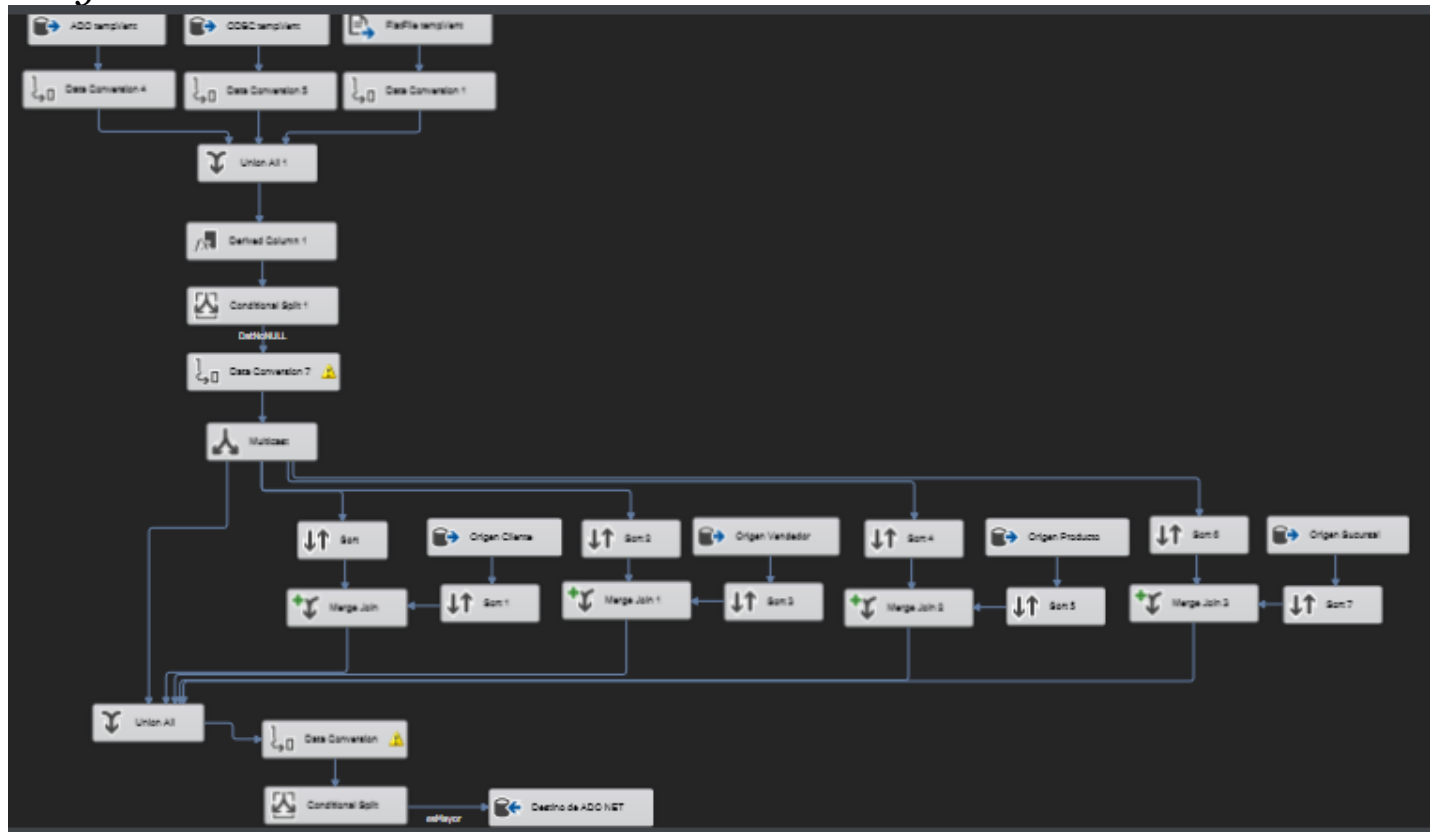 ADO tempVent
ODBC tempVent
FlatFile tempVent
Data Conversion 4
Data Conversion 5
Data Conversion 1
Union All 1
Derived Column 1
Conditional Split 1
DatNoNULL
Data Conversion 7
Multicast
Sort
Origen Cliente
Sort 2
Origen Vendedor
Sort 4
Origen Producto
Sort 6
Origen Sucursal
Merge Join
Sort 1
Merge Join 1
Sort 3
Merge Join 2
Sort 5
Merge Join 3
Sort 7
Union All
Data Conversion
Conditional Split
esMayor
Destino de ADO NET